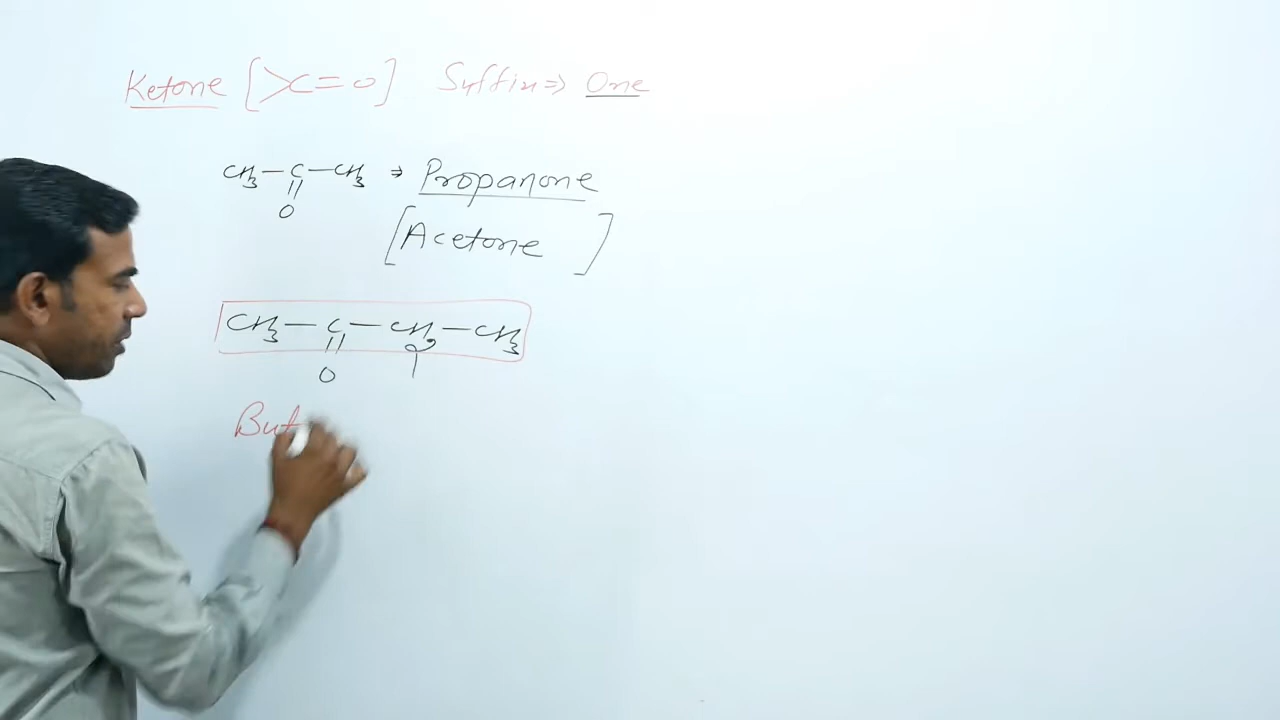 Ketone [>C=O] Suffix⇒ One
CH₃—C—CH₃ ⇒ Propanone
||
O
[Acetone ]
CH₃—C—CH₂—CH₃
||
O
But